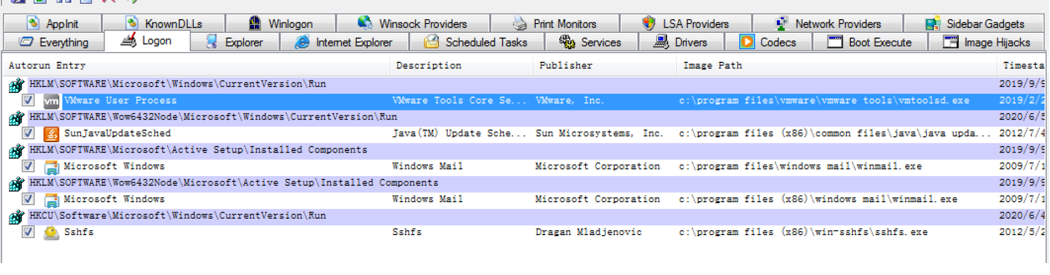 AppInit KnownDLLs Winlogon Winsock Providers Print Monitors LSA Providers Network Providers Sidebar Gadgets
Everything Logon Explorer Internet Explorer Scheduled Tasks Services Drivers Codecs Boot Execute Image Hijacks
Autorun Entry Description Publisher Image Path Timesta
HKLM\SOFTWARE\Microsoft\Windows\CurrentVersion\Run 2019/9/9
vm VMware User Process VMware Tools Core Se... VMware, Inc. c:\program files\vmware\vmware tools\vmtoolsd.exe 2019/2/2
HKLM\SOFTWARE\Wow6432Node\Microsoft\Windows\CurrentVersion\Run 2020/6/5
SunJavaUpdateSched Java(TM) Update Sche... Sun Microsystems, Inc. c:\program files (x86)\common files\java\java upda... 2012/7/4
HKLM\SOFTWARE\Microsoft\Active Setup\Installed Components 2019/9/9
Microsoft Windows Windows Mail Microsoft Corporation c:\program files\windows mail\winmail.exe 2009/7/1
HKLM\SOFTWARE\Wow6432Node\Microsoft\Active Setup\Installed Components 2019/9/9
Microsoft Windows Windows Mail Microsoft Corporation c:\program files (x86)\windows mail\winmail.exe 2009/7/1
HKCU\Software\Microsoft\Windows\CurrentVersion\Run 2020/6/4
Sshfs Sshfs Dragan Mladjenovic c:\program files (x86)\win-sshfs\sshfs.exe 2012/5/2